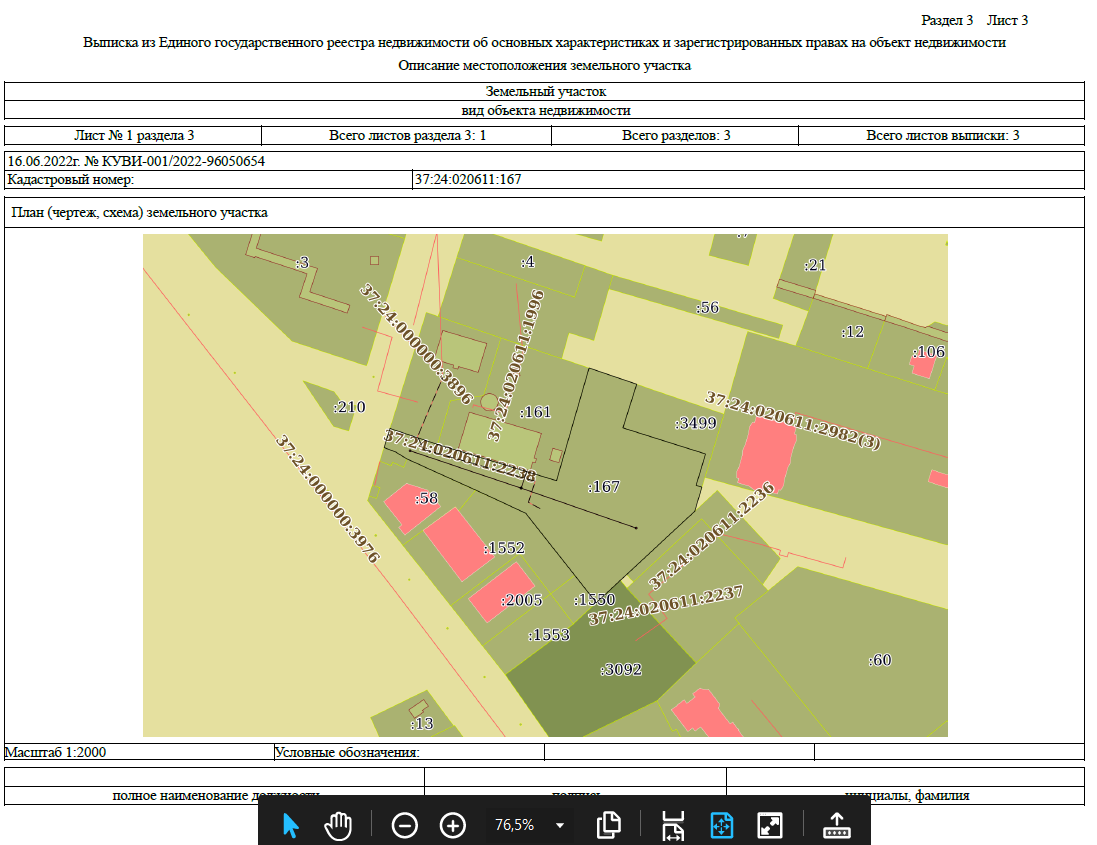 Раздел 3 Лист 3
Выписка из Единого государственного реестра недвижимости об основных характеристиках и зарегистрированных правах на объект недвижимости
Описание местоположения земельного участка
Земельный участок
вид объекта недвижимости
Лист № 1 раздела 3 Всего листов раздела 3: 1 Всего разделов: 3 Всего листов выписки: 3
16.06.2022г. № КУВИ-001/2022-96050654
Кадастровый номер: 37:24:020611:167
План (чертеж, схема) земельного участка
:3
:4
:21
:56
:12
:106
37:24:000000:3896
37:24:020611:1996
:210
:161
:3499
37:24:020611:2982(3)
37:24:020611:2238
37:24:000000:3976
:58
:167
37:24:020611:2236
:1552
:2005
:1550
37:24:020611:2237
:1553
:3092
:60
:13
Масштаб 1:2000 Условные обозначения:
полное наименование должности подпись инициалы, фамилия
76,5%